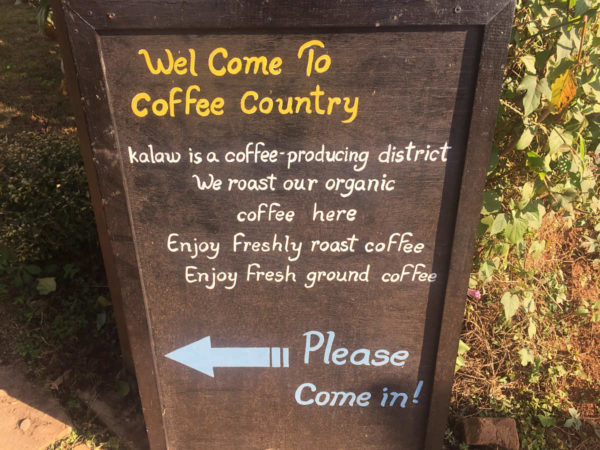 Wel Come To
Coffee Country
kalaw is a coffee-producing district
We roast our organic
coffee here
Enjoy freshly roast coffee
Enjoy fresh ground coffee
Please
Come in!